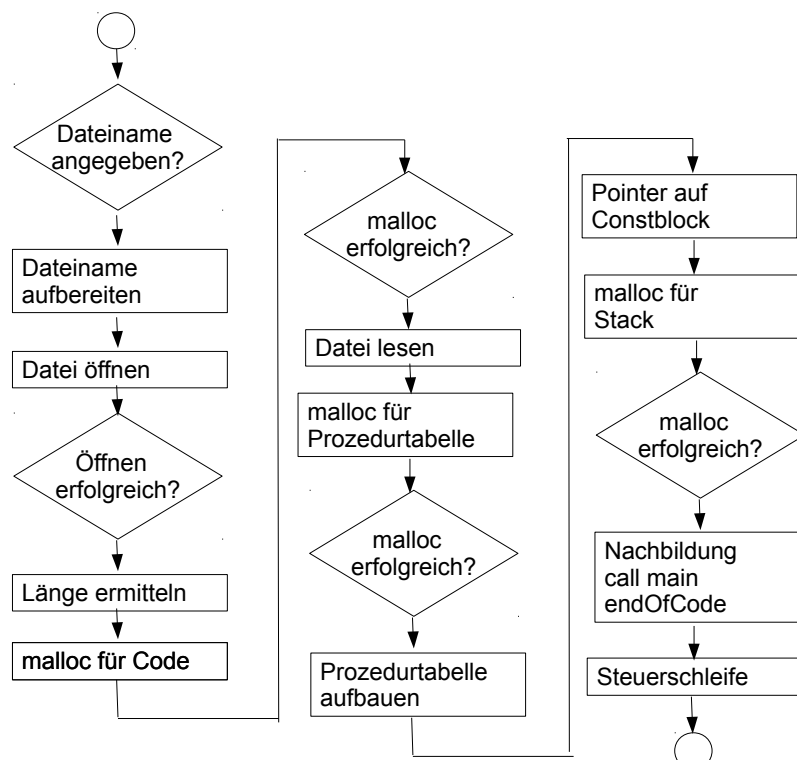 Dateiname
angegeben?
Dateiname
aufbereiten
Datei öffnen
Öffnen
erfolgreich?
Länge ermitteln
malloc für Code
malloc
erfolgreich?
Datei lesen
malloc für
Prozedurtabelle
malloc
erfolgreich?
Prozedurtabelle
aufbauen
Pointer auf
Constblock
malloc für
Stack
malloc
erfolgreich?
Nachbildung
call main
endOfCode
Steuerschleife